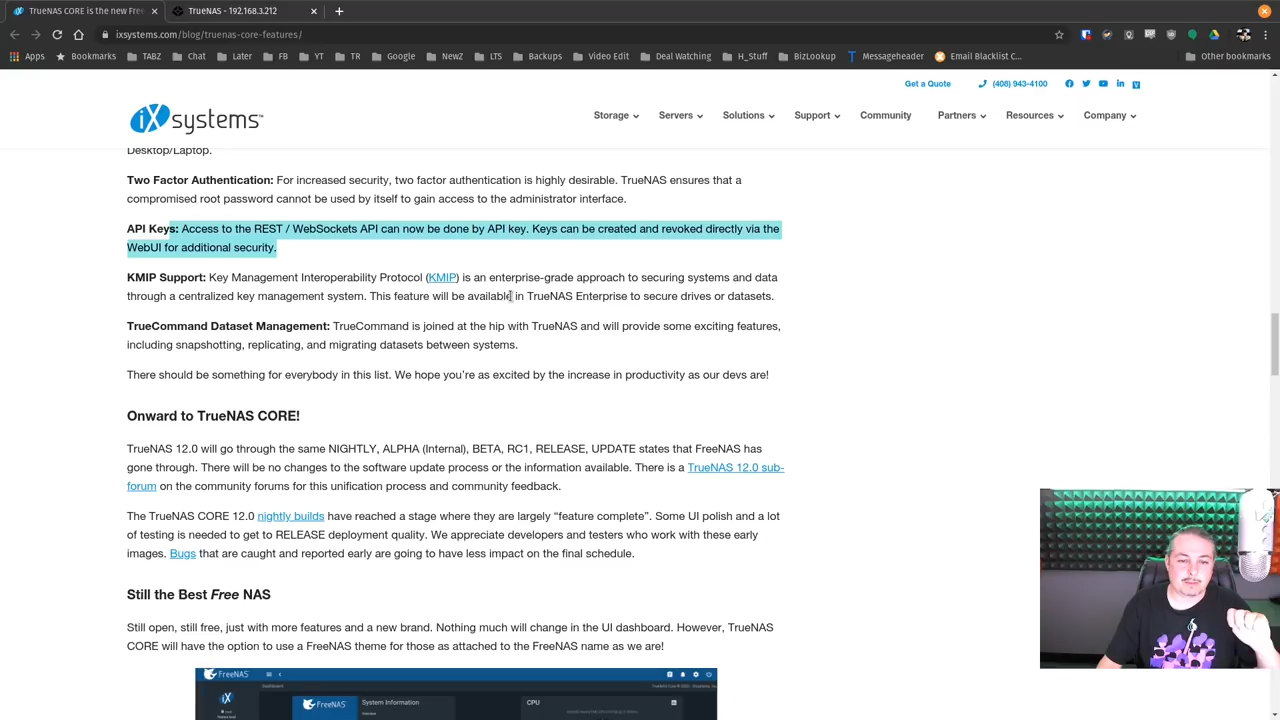 TrueNAS CORE is the new Free
TrueNAS - 192.168.3.212
ixsystems.com/blog/truenas-core-features/
Apps Bookmarks TABZ Chat Later FB YT TR Google NewZ LTS Backups Video Edit Deal Watching H_Stuff BizLookup Messageheader Email Blacklist C... Other bookmarks
Get a Quote (408) 943-4100
iXsystems
Storage Servers Solutions Support Community Partners Resources Company
Desktop/Laptop.
Two Factor Authentication: For increased security, two factor authentication is highly desirable. TrueNAS ensures that a
compromised root password cannot be used by itself to gain access to the administrator interface.
API Keys: Access to the REST / WebSockets API can now be done by API key. Keys can be created and revoked directly via the
WebUI for additional security.
KMIP Support: Key Management Interoperability Protocol (KMIP) is an enterprise-grade approach to securing systems and data
through a centralized key management system. This feature will be available in TrueNAS Enterprise to secure drives or datasets.
TrueCommand Dataset Management: TrueCommand is joined at the hip with TrueNAS and will provide some exciting features,
including snapshotting, replicating, and migrating datasets between systems.
There should be something for everybody in this list. We hope you’re as excited by the increase in productivity as our devs are!
Onward to TrueNAS CORE!
TrueNAS 12.0 will go through the same NIGHTLY, ALPHA (Internal), BETA, RC1, RELEASE, UPDATE states that FreeNAS has
gone through. There will be no changes to the software update process or the information available. There is a TrueNAS 12.0 sub-
forum on the community forums for this unification process and community feedback.
The TrueNAS CORE 12.0 nightly builds have reached a stage where they are largely “feature complete”. Some UI polish and a lot
of testing is needed to get to RELEASE deployment quality. We appreciate developers and testers who work with these early
images. Bugs that are caught and reported early are going to have less impact on the final schedule.
Still the Best Free NAS
Still open, still free, just with more features and a new brand. Nothing much will change in the UI dashboard. However, TrueNAS
CORE will have the option to use a FreeNAS theme for those as attached to the FreeNAS name as we are!
FreeNAS
Dashboard
FreeNAS System Information CPU
Overview